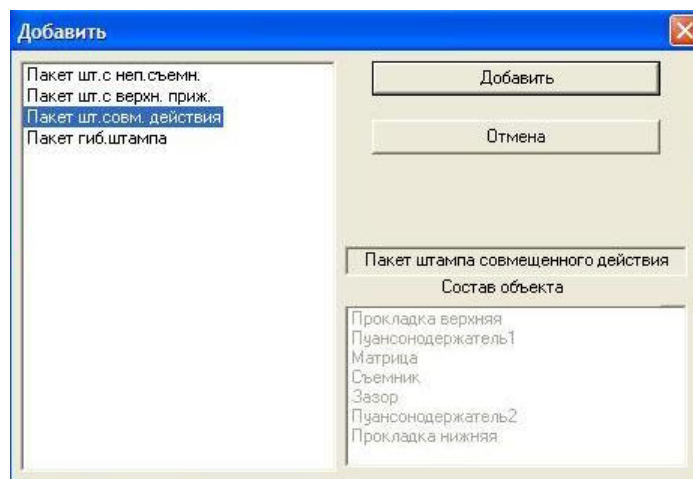 Добавить
Пакет шт.с неп.съемн.
Пакет шт.с верхн. приж.
Пакет шт.совм. действия
Пакет гиб.штампа
Добавить
Отмена
Пакет штампа совмещенного действия
Состав объекта
Прокладка верхняя
Пуансонодержатель1
Матрица
Съемник
Зазор
Пуансонодержатель2
Прокладка нижняя